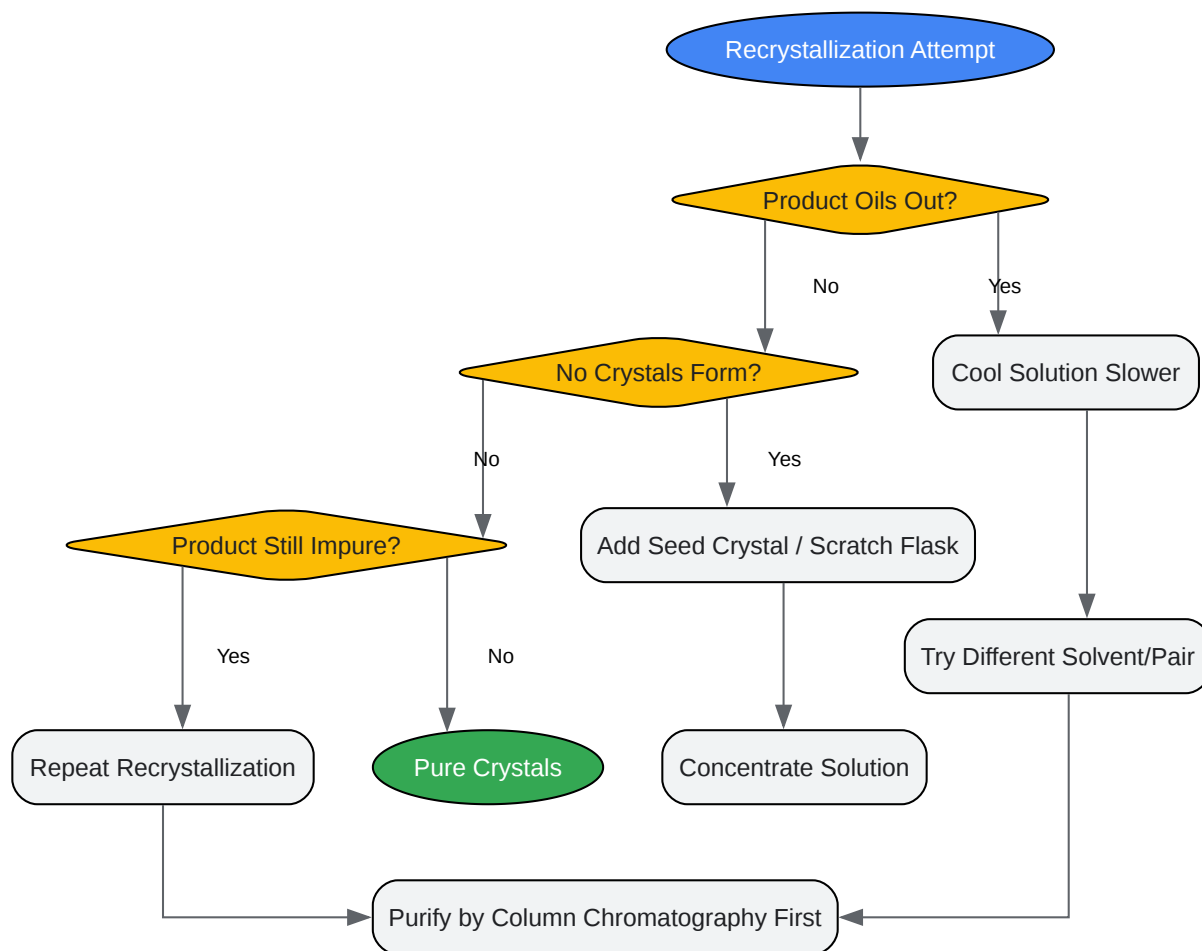 Recrystallization Attempt
Product Oils Out?
No
Yes
No Crystals Form?
Cool Solution Slower
No
Yes
Product Still Impure?
Add Seed Crystal / Scratch Flask
Yes
No
Try Different Solvent/Pair
Repeat Recrystallization
Pure Crystals
Concentrate Solution
Purify by Column Chromatography First